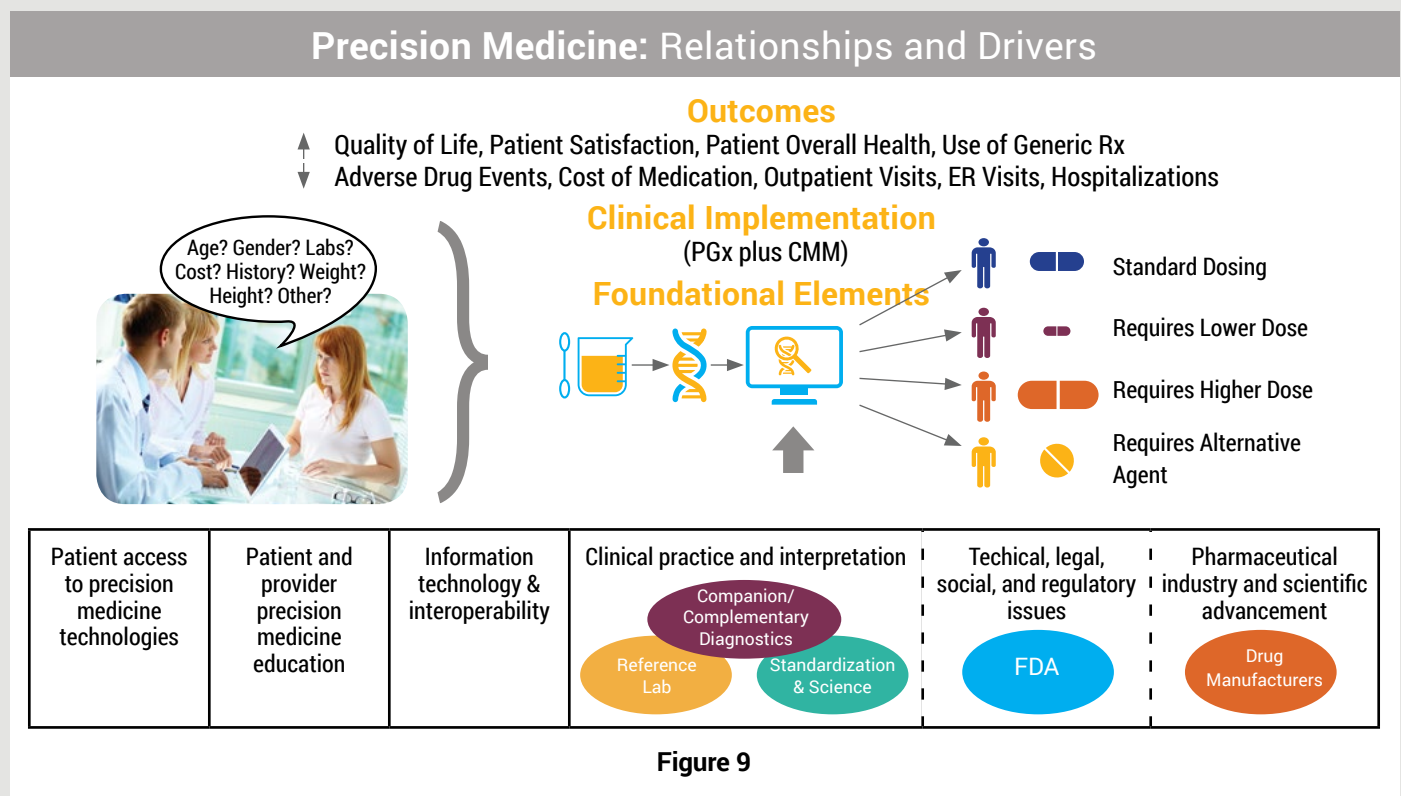 Precision Medicine: Relationships and Drivers
Outcomes
Quality of Life, Patient Satisfaction, Patient Overall Health, Use of Generic Rx
Adverse Drug Events, Cost of Medication, Outpatient Visits, ER Visits, Hospitalizations
Clinical Implementation
(PGx plus CMM)
Foundational Elements
Age? Gender? Labs?
Cost? History? Weight?
Height? Other?
Standard Dosing
Requires Lower Dose
Requires Higher Dose
Requires Alternative
Agent
Patient access
to precision
medicine
technologies
Patient and
provider
precision
medicine
education
Information
technology &
interoperability
Clinical practice and interpretation
Companion/
Complementary
Diagnostics
Reference
Lab
Standardization
& Science
Techical, legal,
social, and regulatory
issues
FDA
Pharmaceutical
industry and scientific
advancement
Drug
Manufacturers
Figure 9